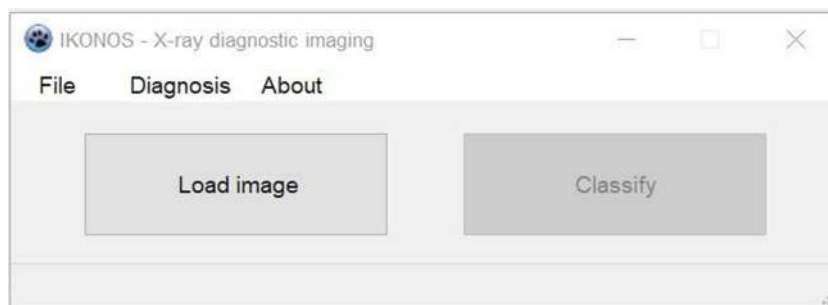 IKONOS - X-ray diagnostic imaging
File Diagnosis About
Load image Classify